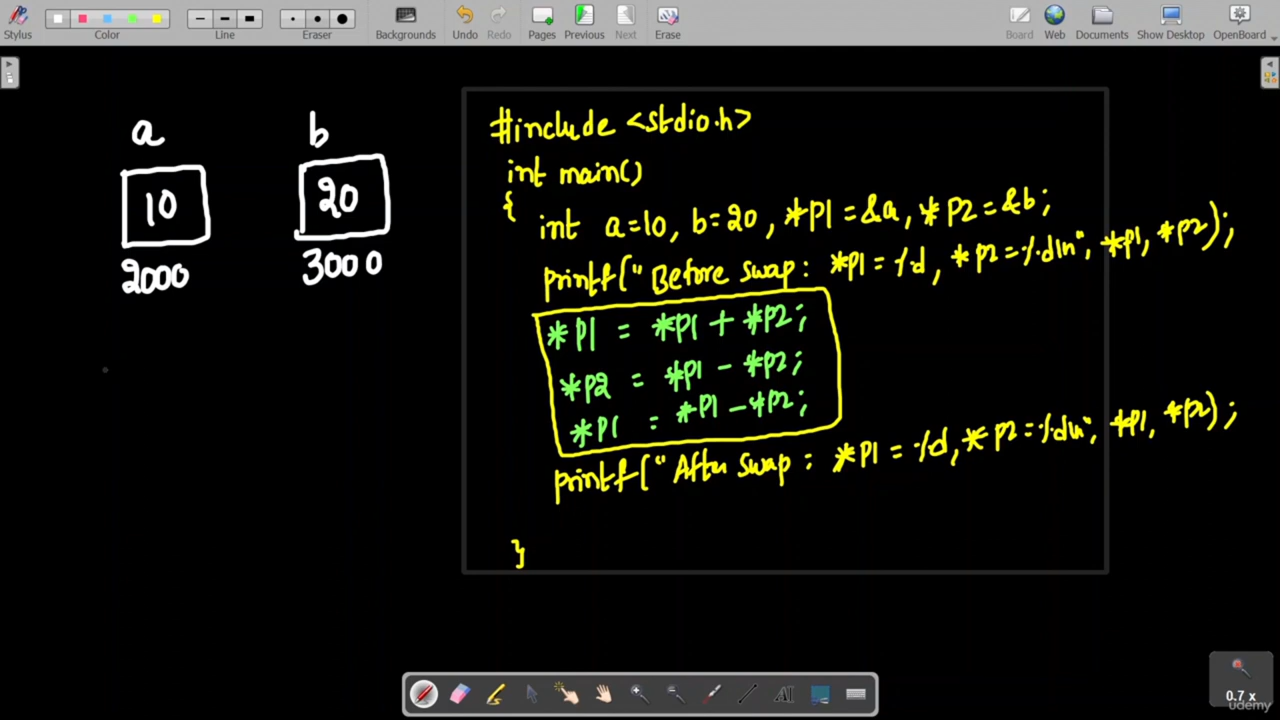 Stylus
Color
Line
Eraser
Backgrounds
Undo
Redo
Pages
Previous
Next
Erase
Board
Web
Documents
Show Desktop
OpenBoard
a
b
10
20
2000
3000
#include <stdio.h>
int main()
{
int a=10, b=20, *P1=&a, *P2=&b;
printf("Before swap: *P1=%d, *P2=%d\n", *P1, *P2);
*P1 = *P1 + *P2;
*P2 = *P1 - *P2;
*P1 = *P1 - *P2;
printf("After swap: *P1=%d, *P2=%d\n", *P1, *P2);
}
AI
0.7 x
udemy